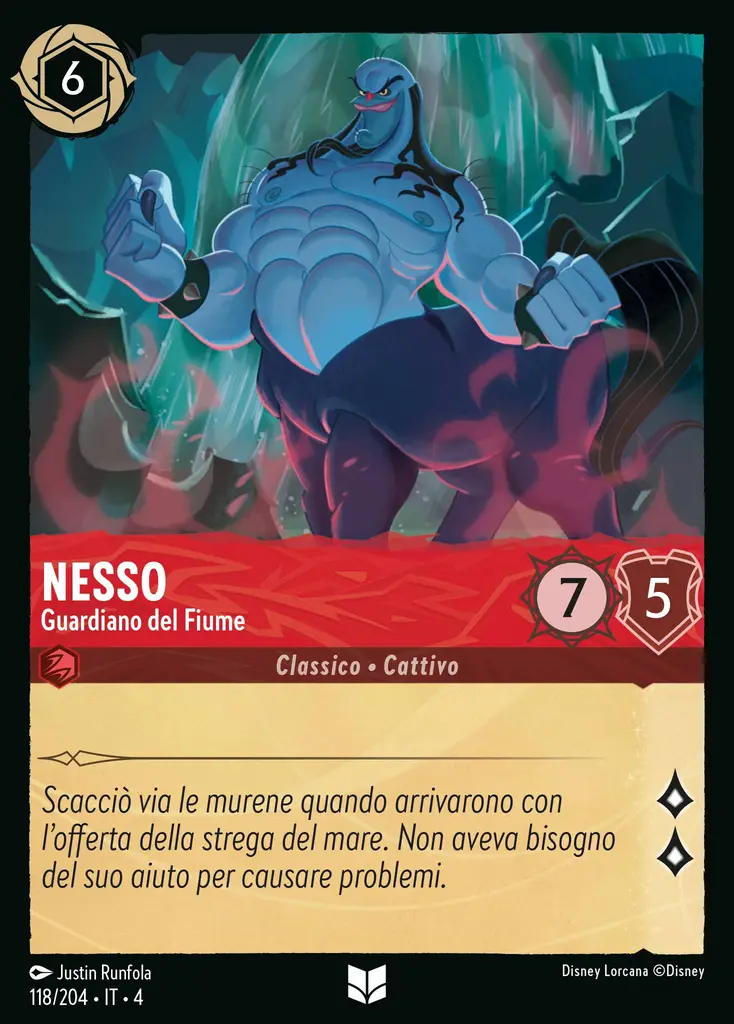 6
NESSO
Guardiano del Fiume
7
5
Classico • Cattivo
Scacciò via le murene quando arrivarono con
l'offerta della strega del mare. Non aveva bisogno
del suo aiuto per causare problemi.
Justin Runfola
Disney Lorcana ©Disney
118/204 • IT • 4